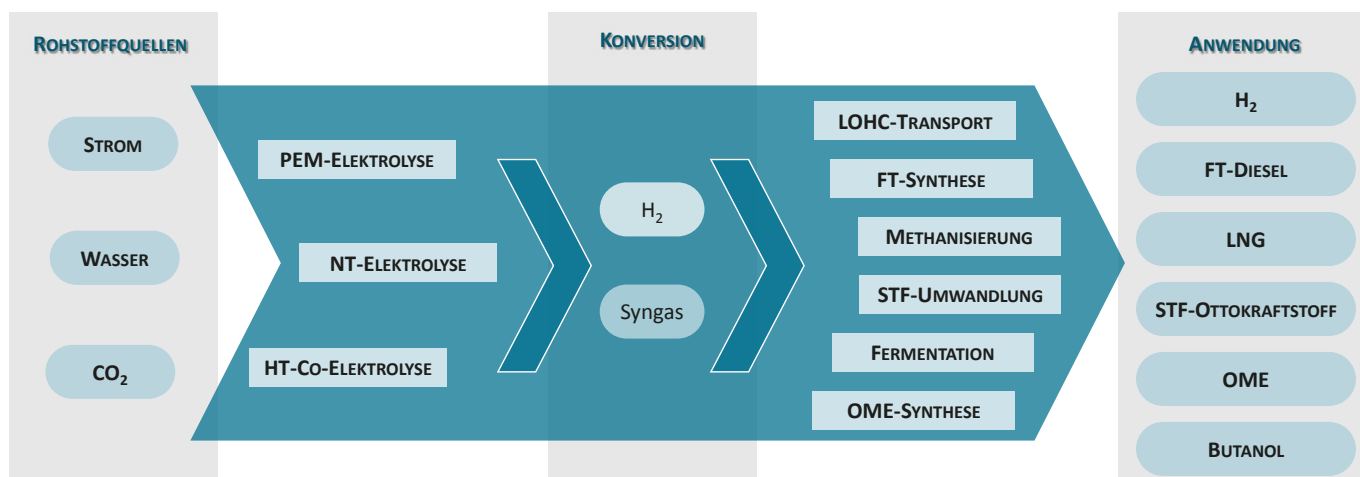 ROHSTOFFQUELLEN
STROM
WASSER
CO₂
PEM-ELEKTROLYSE
NT-ELEKTROLYSE
HT-CO-ELEKTROLYSE
KONVERSION
H₂
Syngas
LOHC-TRANSPORT
FT-SYNTHESE
METHANISIERUNG
STF-UMWANDLUNG
FERMENTATION
OME-SYNTHESE
ANWENDUNG
H₂
FT-DIESEL
LNG
STF-OTTOKRAFTSTOFF
OME
BUTANOL